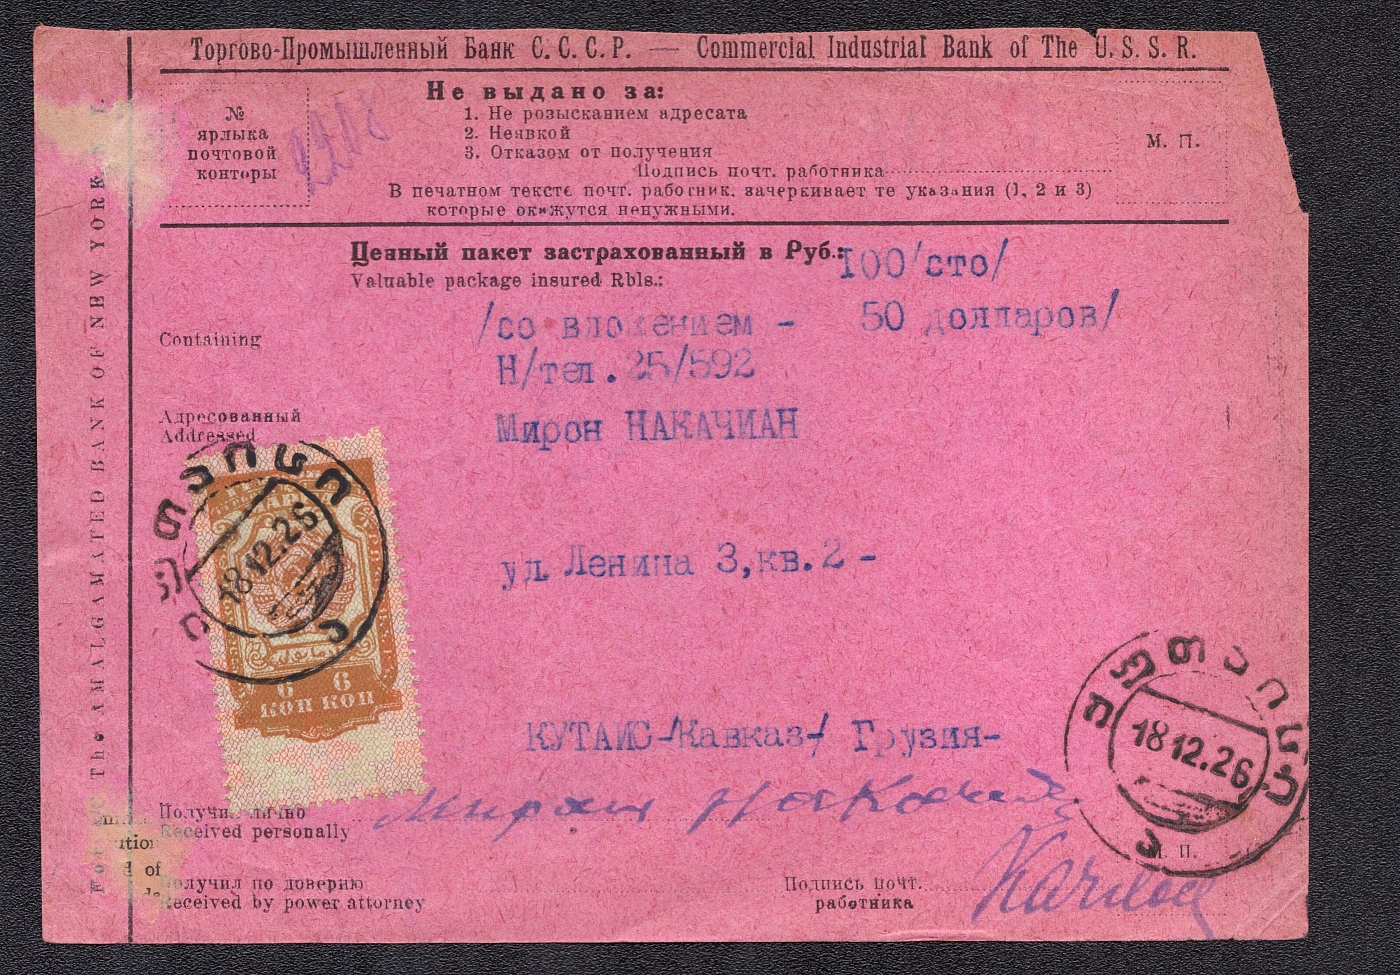 Торгово-Промышленный Банк С.С.С.Р. — Commercial Industrial Bank of The U.S.S.R.
Не выдано за:
1. Не розысканием адресата
2. Неявкой
3. Отказом от получения
Подпись почт. работника
В печатном тексте почт. работник. зачеркивает те указания (1, 2 и 3)
которые окажутся ненужными.
№
ярлыка
почтовой
конторы
М. П.
Ценный пакет застрахованный в Руб.: 100/сто/
Valuable package insured Rbls.:
Containing /со вложением - 50 долларов/
Н/тел. 25/592
Адресованный
Addressed
Мирон НАКАЧИАН
ул. Ленина 3, кв. 2 -
КУТАИС-/Кавказ-/ Грузия-
Получил лично
Received personally
Получил по доверию
Received by power attorney
Подпись почт.
работника
М. П.
The AMALGAMATED BANK OF NEW YORK
6 6
КОП КОП
18.12.26
18.12.26
d of